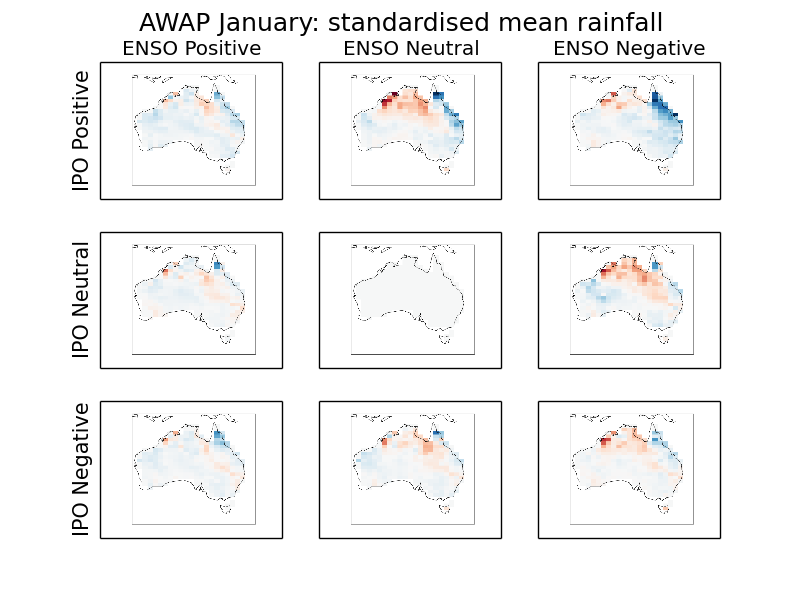 AWAP January: standardised mean rainfall
ENSO Positive
ENSO Neutral
ENSO Negative
IPO Positive
IPO Neutral
IPO Negative